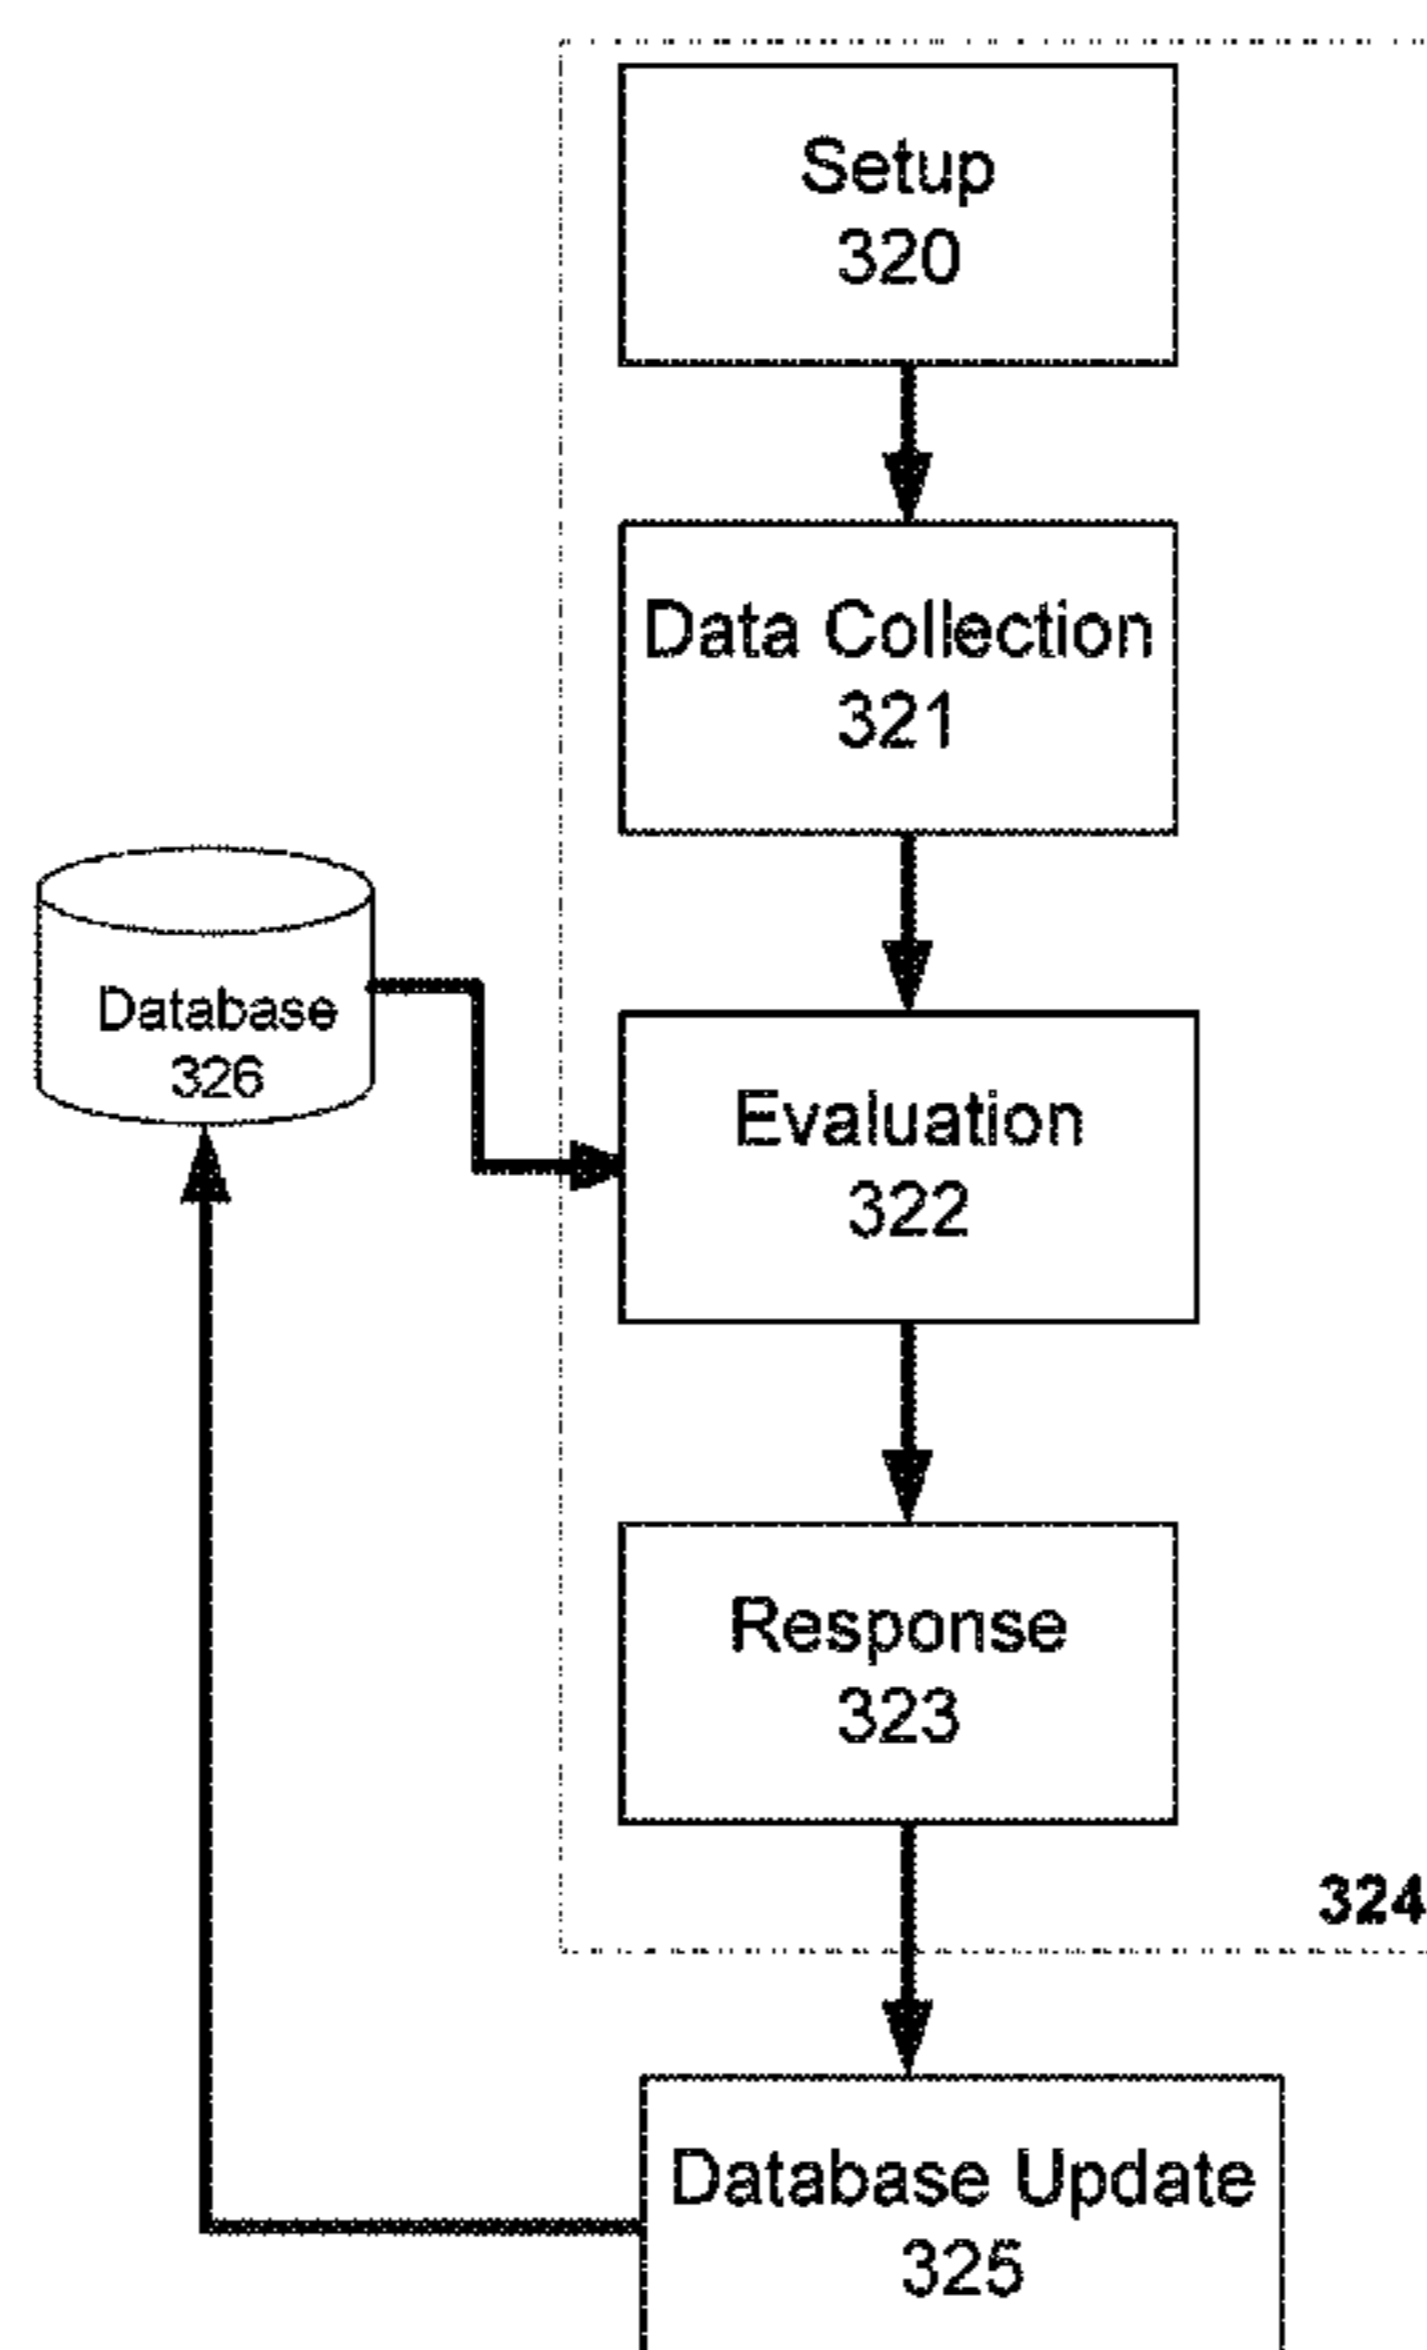 Setup
320
Data Collection
321
Database
326
Evaluation
322
Response
323
324
Database Update
325